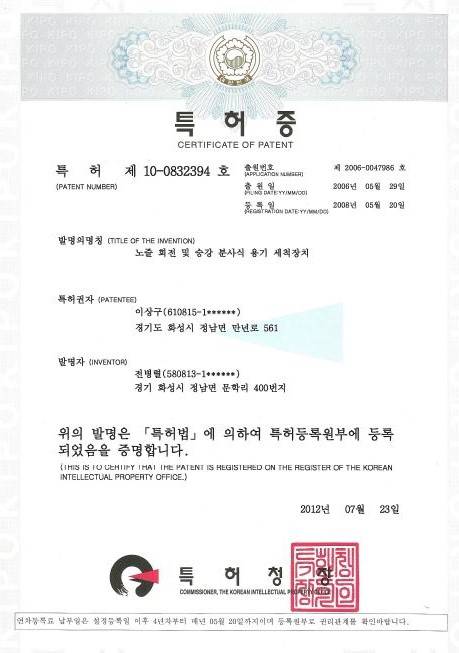 특 허 증
CERTIFICATE OF PATENT
특 허 제 10-0832394 호
(PATENT NUMBER)
출원번호 제 2006-0047986 호
(APPLICATION NUMBER)
출 원 일 2006년 05월 29일
(FILING DATE:YY/MM/DD)
등 록 일 2008년 05월 20일
(REGISTRATION DATE:YY/MM/DD)
발명의명칭 (TITLE OF THE INVENTION)
노즐 회전 및 승강 분사식 용기 세척장치
특허권자 (PATENTEE)
이상구(610815-1******)
경기도 화성시 정남면 만년로 561
발명자 (INVENTOR)
전병렬(580813-1******)
경기 화성시 정남면 문학리 400번지
위의 발명은 「특허법」에 의하여 특허등록원부에 등록
되었음을 증명합니다.
(THIS IS TO CERTIFY THAT THE PATENT IS REGISTERED ON THE REGISTER OF THE KOREAN
INTELLECTUAL PROPERTY OFFICE.)
2012년 07월 23일
특 허 청 장
COMMISSIONER, THE KOREAN INTELLECTUAL PROPERTY OFFICE
연차등록료 납부일은 설정등록일 이후 4년차부터 매년 05월 20일까지이며 등록원부로 권리관계를 확인바랍니다.